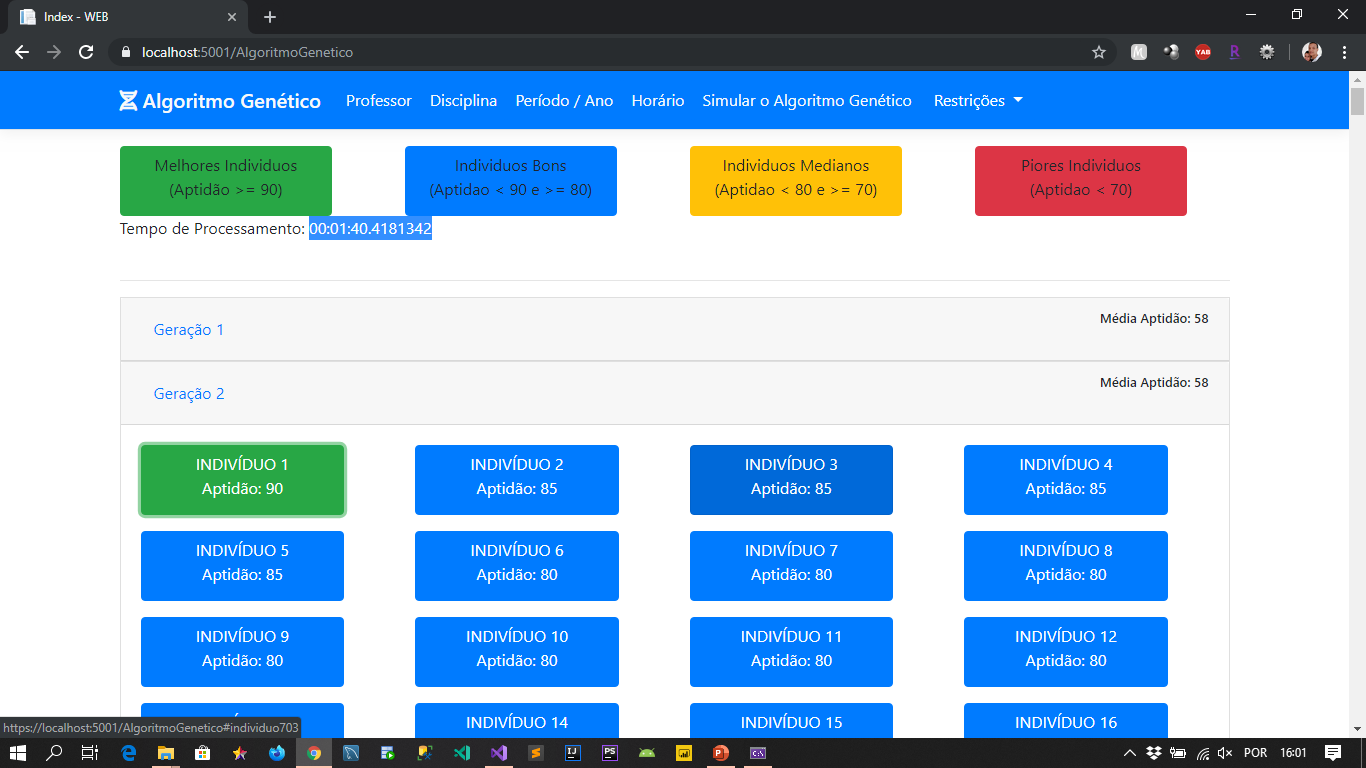 Index - WEB
localhost:5001/AlgoritmoGenetico
YAB
R
Algoritmo Genético
Professor
Disciplina
Período / Ano
Horário
Simular o Algoritmo Genético
Restrições
Melhores Individuos
(Aptidão >= 90)
Individuos Bons
(Aptidao < 90 e >= 80)
Individuos Medianos
(Aptidao < 80 e >= 70)
Piores Individuos
(Aptidao < 70)
Tempo de Processamento: 00:01:40.4181342
Geração 1
Média Aptidão: 58
Geração 2
Média Aptidão: 58
INDIVÍDUO 1
Aptidão: 90
INDIVÍDUO 2
Aptidão: 85
INDIVÍDUO 3
Aptidão: 85
INDIVÍDUO 4
Aptidão: 85
INDIVÍDUO 5
Aptidão: 85
INDIVÍDUO 6
Aptidão: 80
INDIVÍDUO 7
Aptidão: 80
INDIVÍDUO 8
Aptidão: 80
INDIVÍDUO 9
Aptidão: 80
INDIVÍDUO 10
Aptidão: 80
INDIVÍDUO 11
Aptidão: 80
INDIVÍDUO 12
Aptidão: 80
INDIVÍDUO 14
INDIVÍDUO 15
INDIVÍDUO 16
https://localhost:5001/AlgoritmoGenetico#individuo703
POR
16:01